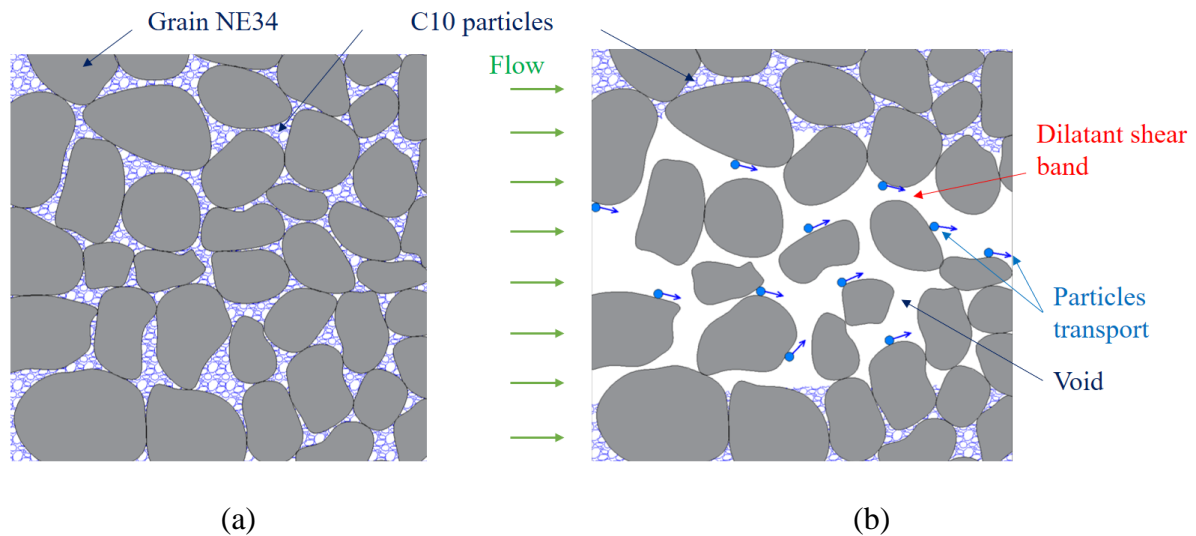 Grain NE34
C10 particles
Flow
Dilatant shear
band
Particles
transport
Void
(a)
(b)